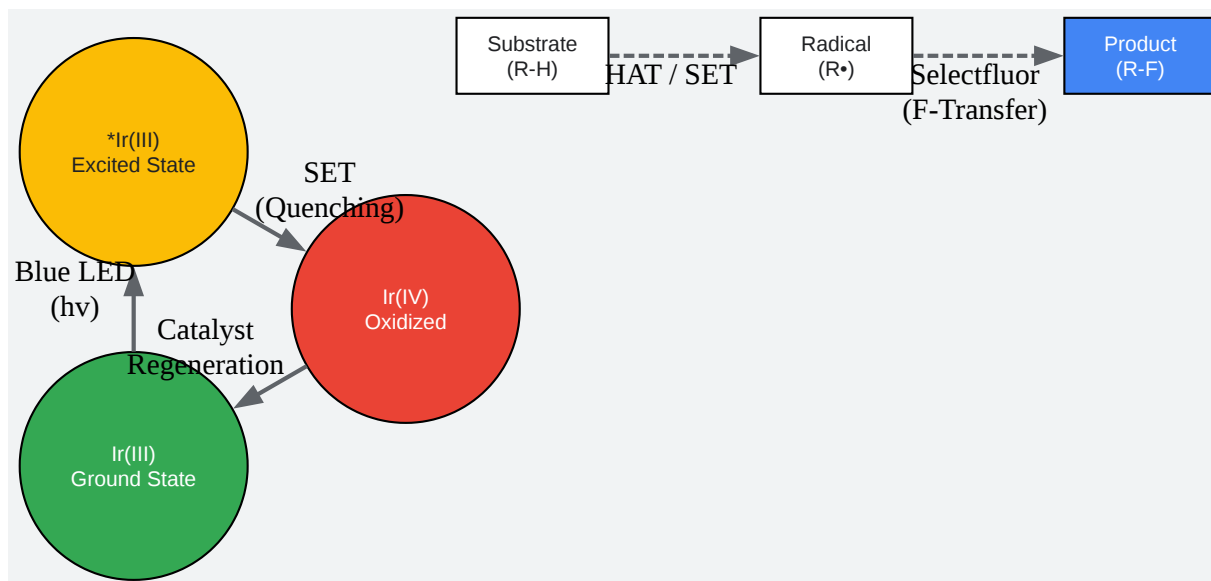 Substrate
(R-H)
HAT / SET
Radical
(R•)
Selectfluor
(F-Transfer)
Product
(R-F)
*Ir(III)
Excited State
SET
(Quenching)
Blue LED
(hv)
Ir(IV)
Oxidized
Catalyst
Regeneration
Ir(III)
Ground State